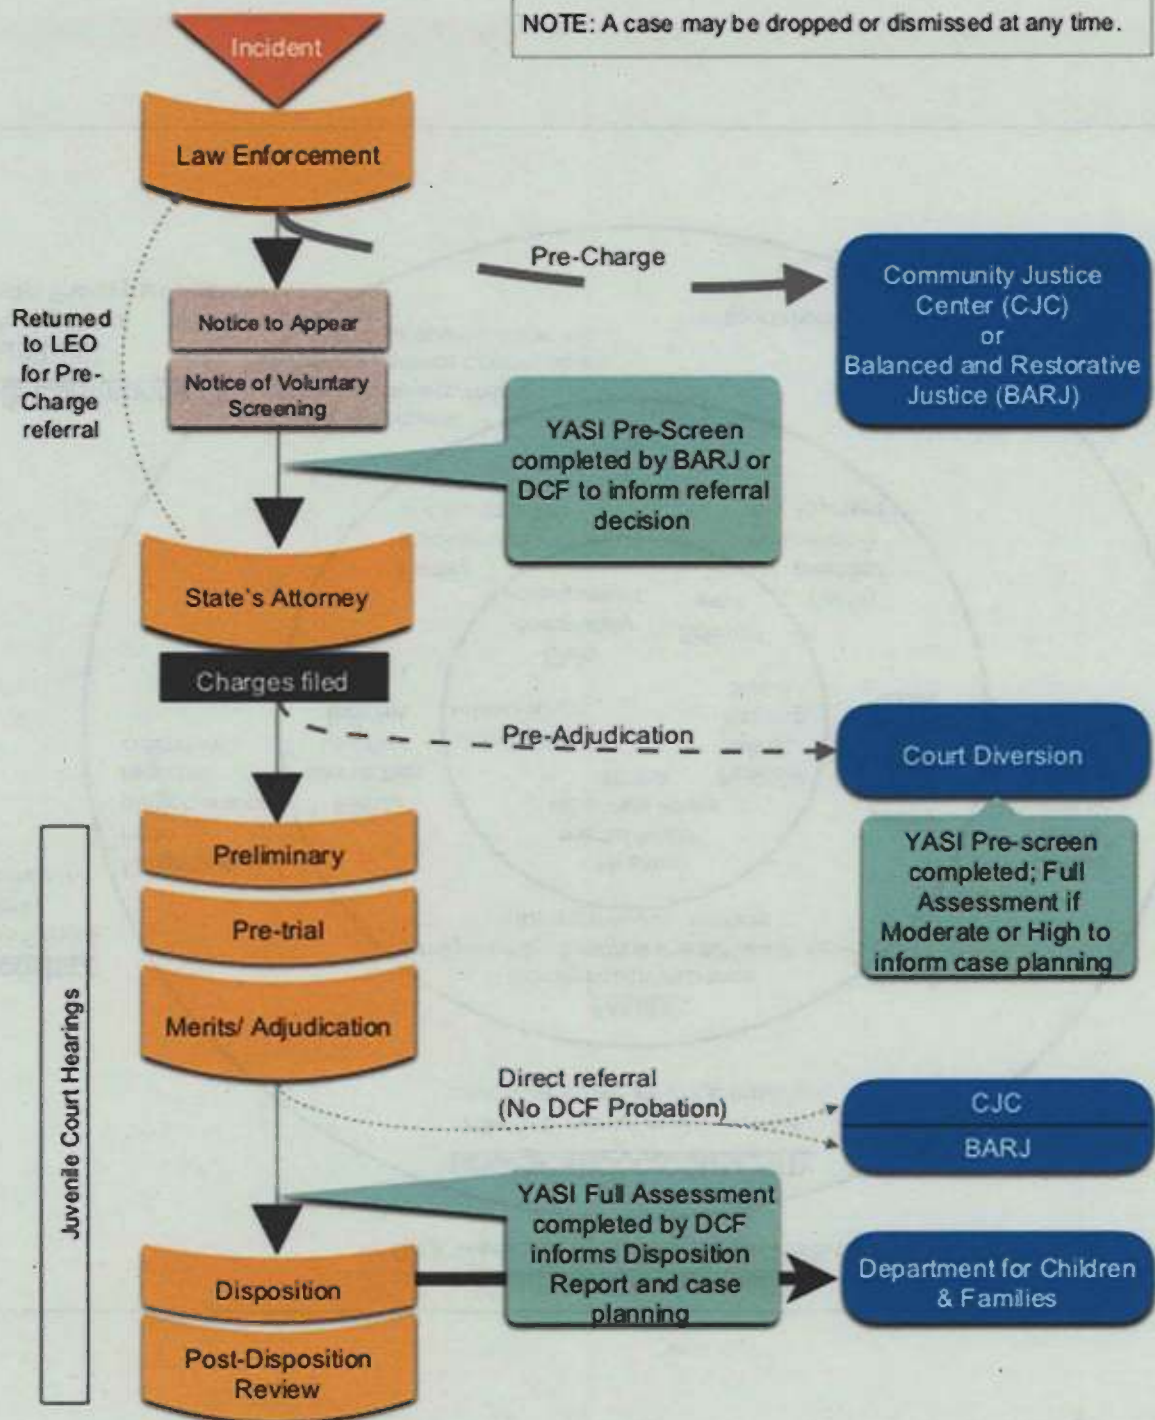 NOTE: A case may be dropped or dismissed at any time.
Incident
Law Enforcement
Pre-Charge
Community Justice
Center (CJC)
or
Balanced and Restorative
Justice (BARJ)
Returned
to LEO
for Pre-
Charge
referral
Notice to Appear
Notice of Voluntary
Screening
YASI Pre-Screen
completed by BARJ or
DCF to inform referral
decision
State's Attorney
Charges filed
Pre-Adjudication
Court Diversion
YASI Pre-screen
completed; Full
Assessment if
Moderate or High to
inform case planning
Juvenile Court Hearings
Preliminary
Pre-trial
Merits/ Adjudication
Direct referral
(No DCF Probation)
CJC
BARJ
YASI Full Assessment
completed by DCF
informs Disposition
Report and case
planning
Disposition
Department for Children
& Families
Post-Disposition
Review